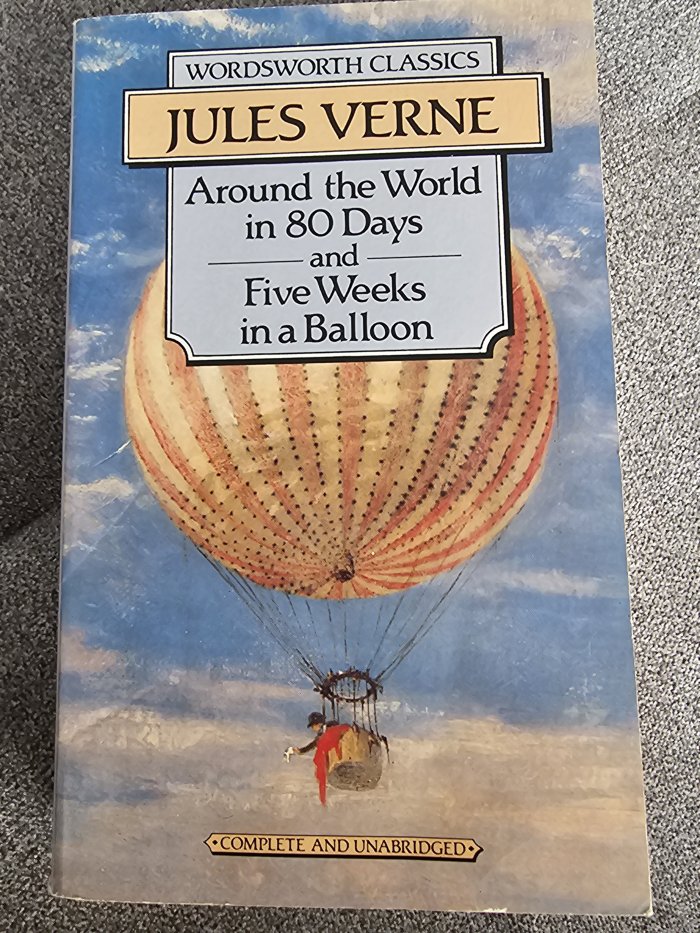 WORDSWORTH CLASSICS
JULES VERNE
Around the World
in 80 Days
and
Five Weeks
in a Balloon
COMPLETE AND UNABRIDGED